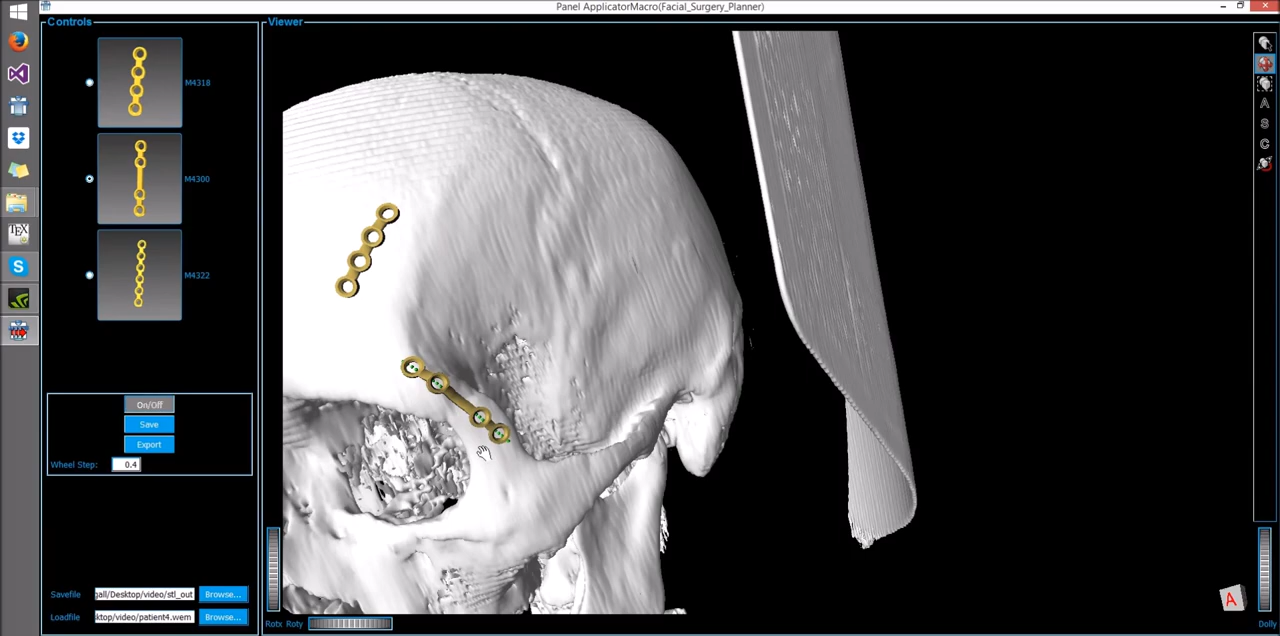 Panel ApplicatorMacro(Facial_Surgery_Planner)
Controls
Viewer
M4318
M4300
M4322
On/Off
Save
Export
Wheel Step: 0.4
Savefile gall/Desktop/video/stl_out Browse...
Loadfile ktop/video/patient4.wem Browse...
Rotx Roty
Dolly
A
S
C
A
TEX
S